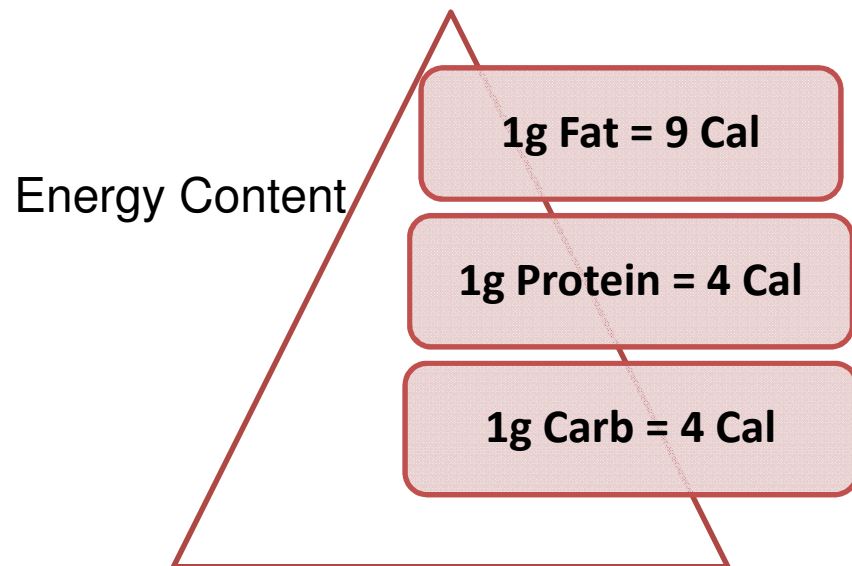 1g Fat = 9 Cal
Energy Content
1g Protein = 4 Cal
1g Carb = 4 Cal